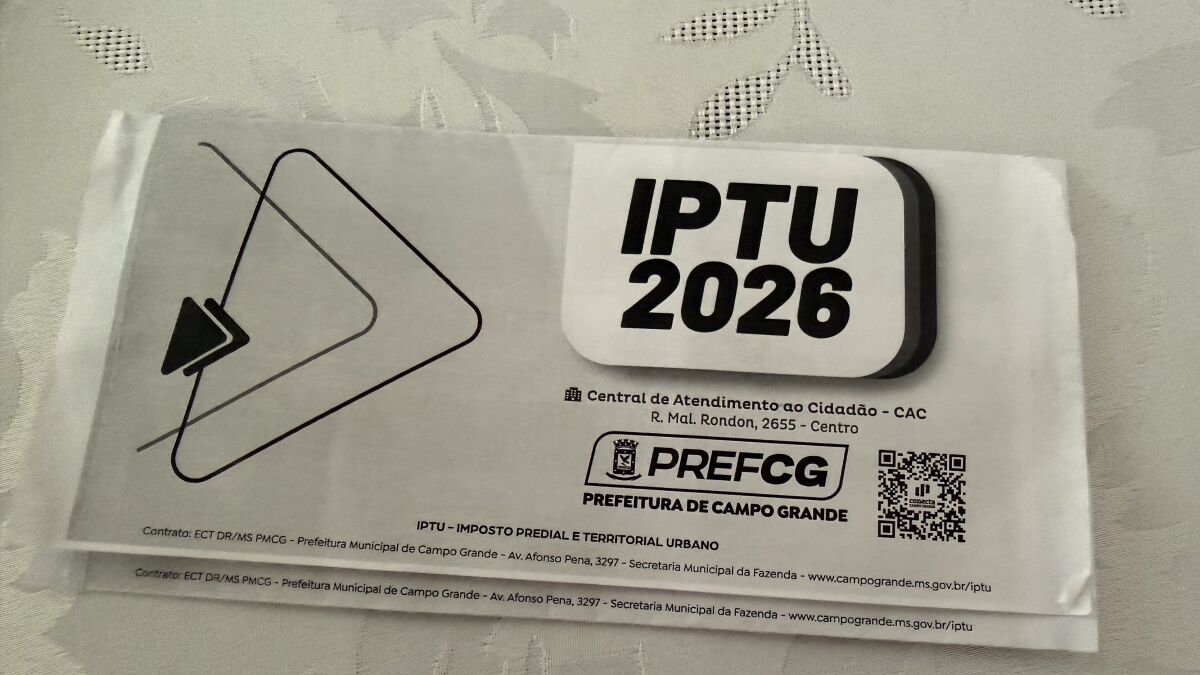 IPTU
2026
Central de Atendimento ao Cidadão - CAC
R. Mal. Rondon, 2655 - Centro
PREFCG
PREFEITURA DE CAMPO GRANDE
conecta
CAMPO GRANDE
IPTU - IMPOSTO PREDIAL E TERRITORIAL URBANO
Contrato: ECT DR/MS PMCG - Prefeitura Municipal de Campo Grande - Av. Afonso Pena, 3297 - Secretaria Municipal da Fazenda - www.campogrande.ms.gov.br/iptu
Contrato: ECT DR/MS PMCG - Prefeitura Municipal de Campo Grande - Av. Afonso Pena, 3297 - Secretaria Municipal da Fazenda - www.campogrande.ms.gov.br/iptu